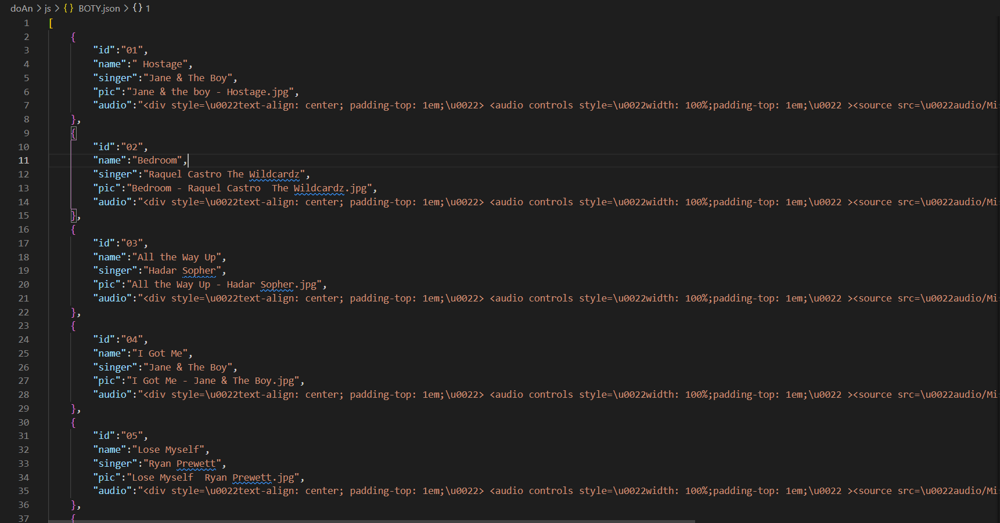 doAn > js > {} BOTY.json > {} 1
1 [
2 {
3 "id":"01",
4 "name":" Hostage",
5 "singer":"Jane & The Boy",
6 "pic":"Jane & the boy - Hostage.jpg",
7 "audio":"<div style=\u0022text-align: center; padding-top: 1em;\u0022> <audio controls style=\u0022width: 100%;padding-top: 1em;\u0022 ><source src=\u0022audio/Mi
8 },
9 {
10 "id":"02",
11 "name":"Bedroom",
12 "singer":"Raquel Castro The Wildcardz",
13 "pic":"Bedroom - Raquel Castro  The Wildcardz.jpg",
14 "audio":"<div style=\u0022text-align: center; padding-top: 1em;\u0022> <audio controls style=\u0022width: 100%;padding-top: 1em;\u0022 ><source src=\u0022audio/Mi
15 },
16 {
17 "id":"03",
18 "name":"All the Way Up",
19 "singer":"Hadar Sopher",
20 "pic":"All the Way Up - Hadar Sopher.jpg",
21 "audio":"<div style=\u0022text-align: center; padding-top: 1em;\u0022> <audio controls style=\u0022width: 100%;padding-top: 1em;\u0022 ><source src=\u0022audio/Mi
22 },
23 {
24 "id":"04",
25 "name":"I Got Me",
26 "singer":"Jane & The Boy",
27 "pic":"I Got Me - Jane & The Boy.jpg",
28 "audio":"<div style=\u0022text-align: center; padding-top: 1em;\u0022> <audio controls style=\u0022width: 100%;padding-top: 1em;\u0022 ><source src=\u0022audio/Mi
29 },
30 {
31 "id":"05",
32 "name":"Lose Myself",
33 "singer":"Ryan Prewett",
34 "pic":"Lose Myself  Ryan Prewett.jpg",
35 "audio":"<div style=\u0022text-align: center; padding-top: 1em;\u0022> <audio controls style=\u0022width: 100%;padding-top: 1em;\u0022 ><source src=\u0022audio/Mi
36 },
37 {